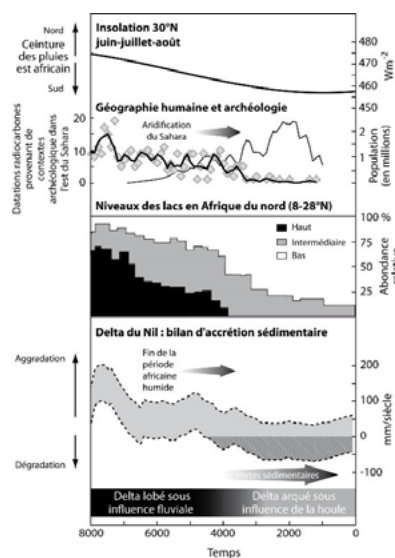 Nord
Ceinture
des pluies
est africain
Sud
Insolation 30°N
juin-juillet-août
480
470
460
450
Wm⁻²
Géographie humaine et archéologie
Aridification
du Sahara
Datations radiocarbones
provenant de
contextes
archéologique dans
l'est du Sahara
20
10
0
2
1
Population
(en millions)
Niveaux des lacs en Afrique du nord (8-28°N)
Haut
Intermédiaire
Bas
100 %
75
50
25
Abondance
relative
Delta du Nil : bilan d'accrétion sédimentaire
Fin de la
période
africaine
humide
Aggradation
Dégradation
200
100
0
-100
mm/siècle
Pertes sédimentaires
Delta lobé sous
influence fluviale
Delta arqué sous
influence de la houle
8000
6000
4000
2000
0
Temps